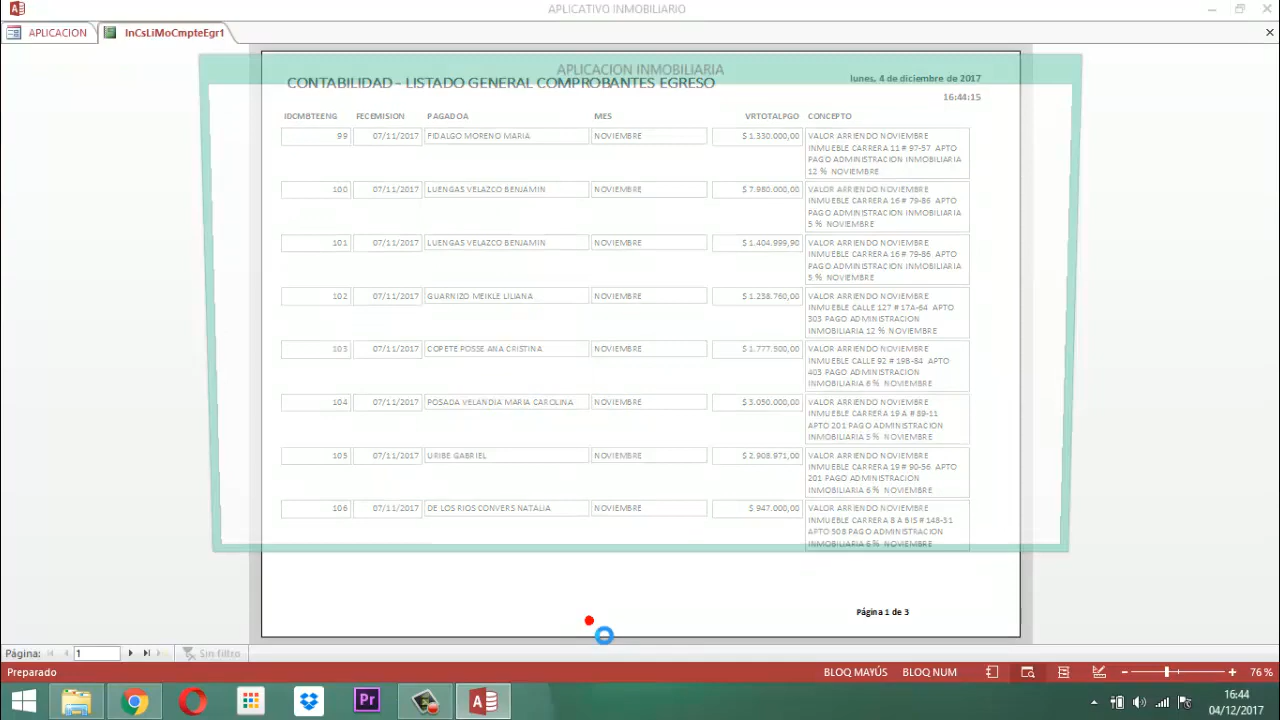 APLICATIVO INMOBILIARIO
APLICACION
InCsLiMoCmpteEgr1
APLICACION INMOBILIARIA
CONTABILIDAD - LISTADO GENERAL COMPROBANTES EGRESO
lunes, 4 de diciembre de 2017
16:44:15
IDCMBTEENG FECEMISION PAGADOA MES VRTOTALPGO CONCEPTO
99 07/11/2017 FIDALGO MORENO MARIA NOVIEMBRE $ 1.330.000,00 VALOR ARRIENDO NOVIEMBRE
INMUEBLE CARRERA 11 # 97-57 APTO
PAGO ADMINISTRACION INMOBILIARIA
12 % NOVIEMBRE
100 07/11/2017 LUENGAS VELAZCO BENJAMIN NOVIEMBRE $ 7.980.000,00 VALOR ARRIENDO NOVIEMBRE
INMUEBLE CARRERA 16 # 79-86 APTO
PAGO ADMINISTRACION INMOBILIARIA
5 % NOVIEMBRE
101 07/11/2017 LUENGAS VELAZCO BENJAMIN NOVIEMBRE $ 1.404.999,90 VALOR ARRIENDO NOVIEMBRE
INMUEBLE CARRERA 16 # 79-86 APTO
PAGO ADMINISTRACION INMOBILIARIA
5 % NOVIEMBRE
102 07/11/2017 GUARNIZO MEIKLE LILIANA NOVIEMBRE $ 1.238.760,00 VALOR ARRIENDO NOVIEMBRE
INMUEBLE CALLE 127 # 17A-64 APTO
303 PAGO ADMINISTRACION
INMOBILIARIA 12 % NOVIEMBRE
103 07/11/2017 COPETE POSSE ANA CRISTINA NOVIEMBRE $ 1.777.500,00 VALOR ARRIENDO NOVIEMBRE
INMUEBLE CALLE 92 # 19B-84 APTO
403 PAGO ADMINISTRACION
INMOBILIARIA 6 % NOVIEMBRE
104 07/11/2017 POSADA VELANDIA MARIA CAROLINA NOVIEMBRE $ 3.050.000,00 VALOR ARRIENDO NOVIEMBRE
INMUEBLE CARRERA 19 A # 89-11
APTO 201 PAGO ADMINISTRACION
INMOBILIARIA 5 % NOVIEMBRE
105 07/11/2017 URIBE GABRIEL NOVIEMBRE $ 2.908.971,00 VALOR ARRIENDO NOVIEMBRE
INMUEBLE CARRERA 19 # 90-56 APTO
201 PAGO ADMINISTRACION
INMOBILIARIA 6 % NOVIEMBRE
106 07/11/2017 DE LOS RIOS CONVERS NATALIA NOVIEMBRE $ 947.000,00 VALOR ARRIENDO NOVIEMBRE
INMUEBLE CARRERA 8 A BIS # 148-31
APTO 508 PAGO ADMINISTRACION
INMOBILIARIA 6 % NOVIEMBRE
Página 1 de 3
Página: 1 Sin filtro
Preparado BLOQ MAYÚS BLOQ NUM 76 %
Pr
16:44
04/12/2017